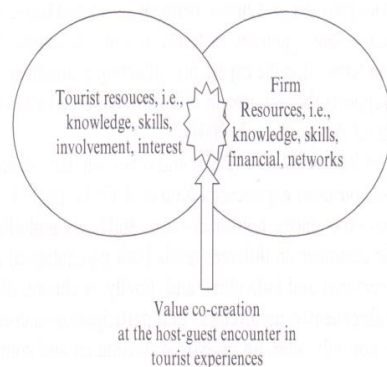 Tourist resouces, i.e.,
knowledge, skills,
involvement, interest
Firm
Resources, i.e.,
knowledge, skills,
financial, networks
Value co-creation
at the host-guest encounter in
tourist experiences